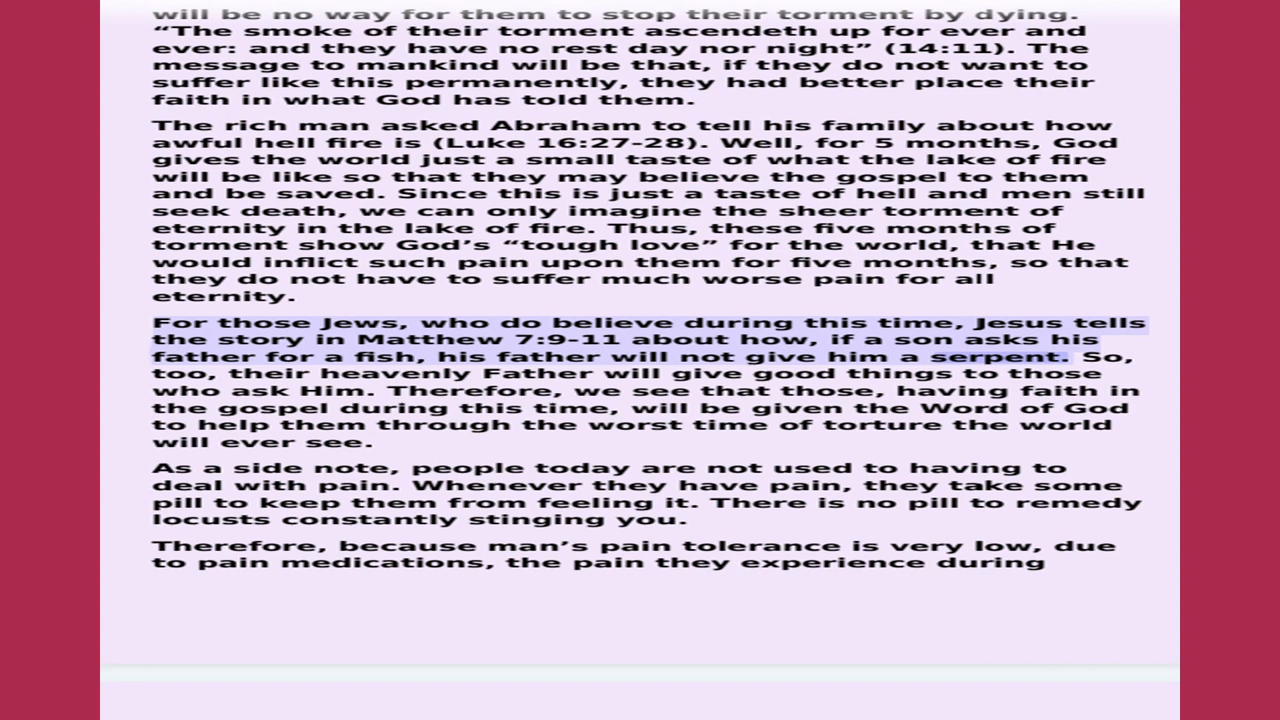 will be no way for them to stop their torment by dying.
“The smoke of their torment ascendeth up for ever and
ever: and they have no rest day nor night” (14:11). The
message to mankind will be that, if they do not want to
suffer like this permanently, they had better place their
faith in what God has told them.
The rich man asked Abraham to tell his family about how
awful hell fire is (Luke 16:27-28). Well, for 5 months, God
gives the world just a small taste of what the lake of fire
will be like so that they may believe the gospel to them
and be saved. Since this is just a taste of hell and men still
seek death, we can only imagine the sheer torment of
eternity in the lake of fire. Thus, these five months of
torment show God’s “tough love” for the world, that He
would inflict such pain upon them for five months, so that
they do not have to suffer much worse pain for all
eternity.
For those Jews, who do believe during this time, Jesus tells
the story in Matthew 7:9-11 about how, if a son asks his
father for a fish, his father will not give him a serpent. So,
too, their heavenly Father will give good things to those
who ask Him. Therefore, we see that those, having faith in
the gospel during this time, will be given the Word of God
to help them through the worst time of torture the world
will ever see.
As a side note, people today are not used to having to
deal with pain. Whenever they have pain, they take some
pill to keep them from feeling it. There is no pill to remedy
locusts constantly stinging you.
Therefore, because man’s pain tolerance is very low, due
to pain medications, the pain they experience during